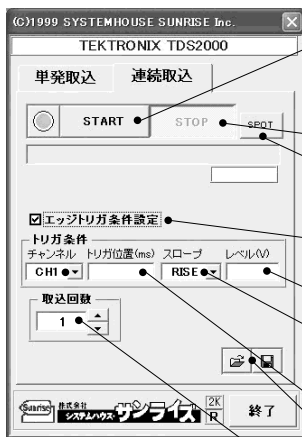 (C)1999 SYSTEMHOUSE SUNRISE Inc.
TEKTRONIX TDS2000
単発取込 連続取込
START STOP SPOT
エッジトリガ条件設定
トリガ条件
チャンネル トリガ位置(ms) スロープ レベル(V)
CH1 RISE
取込回数
1
Sunrise 株式会社 システムハウス サンライズ 2K R 終了